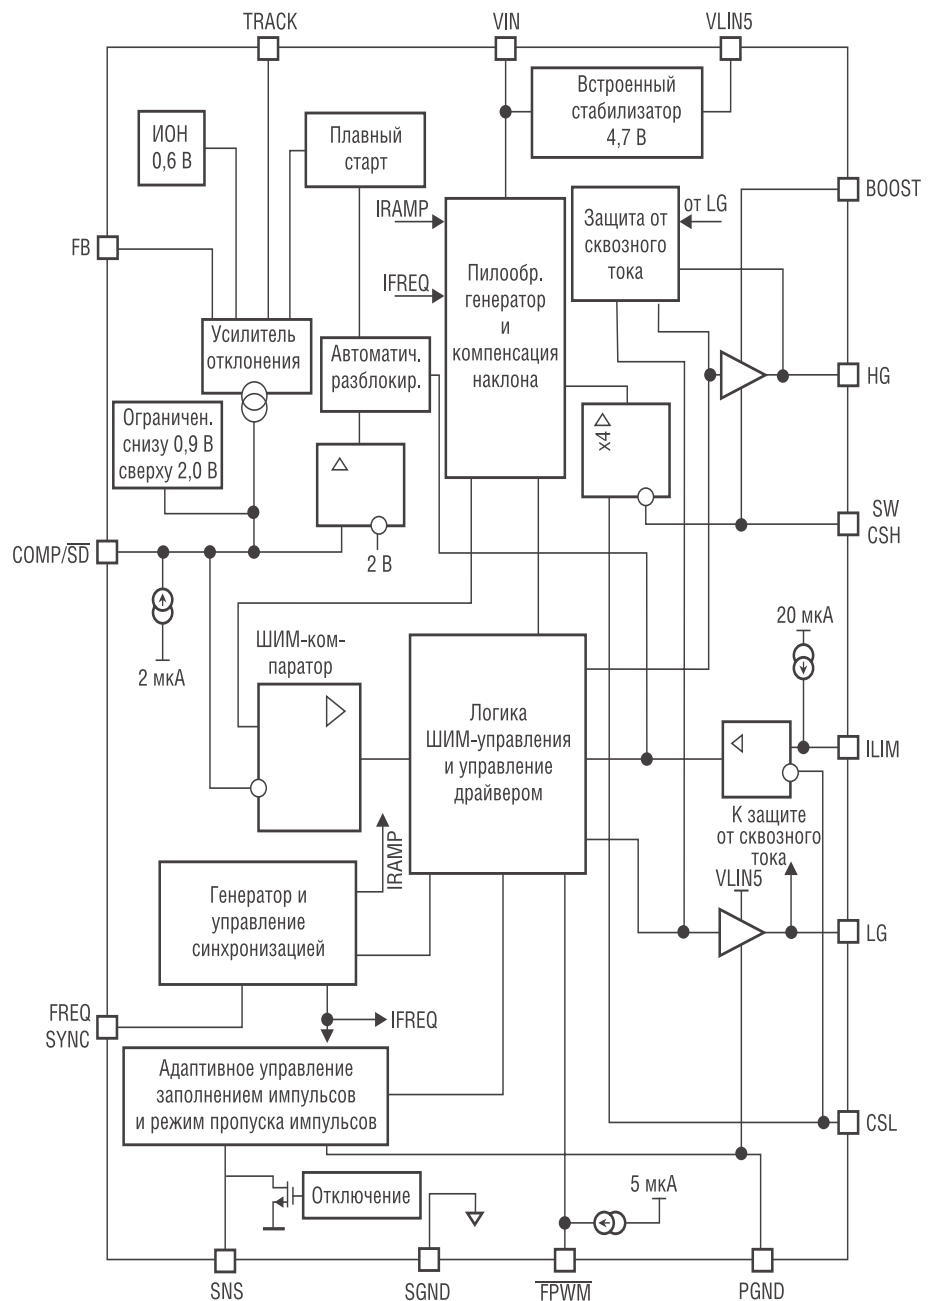 TRACK
VIN
VLIN5
Встроенный
стабилизатор
4,7 В
ИОН
0,6 В
Плавный
старт
BOOST
IRAMP
от LG
Защита от
сквозного
тока
FB
IFREQ
Пилообр.
генератор
и
компенсация
наклона
Усилитель
отклонения
Автоматич.
разблокир.
HG
Ограничен.
снизу 0,9 В
сверху 2,0 В
x4
SW
CSH
COMP/S̅D̅
2 В
2 мкА
20 мкА
ШИМ-ком-
паратор
Логика
ШИМ-управления
и управление
драйвером
ILIM
К защите
от сквозного
тока
VLIN5
IRAMP
Генератор и
управление
синхронизацией
LG
FREQ
SYNC
IFREQ
Адаптивное управление
заполнением импульсов
и режим пропуска импульсов
CSL
Отключение
5 мкА
SNS
SGND
F̅P̅W̅M̅
PGND